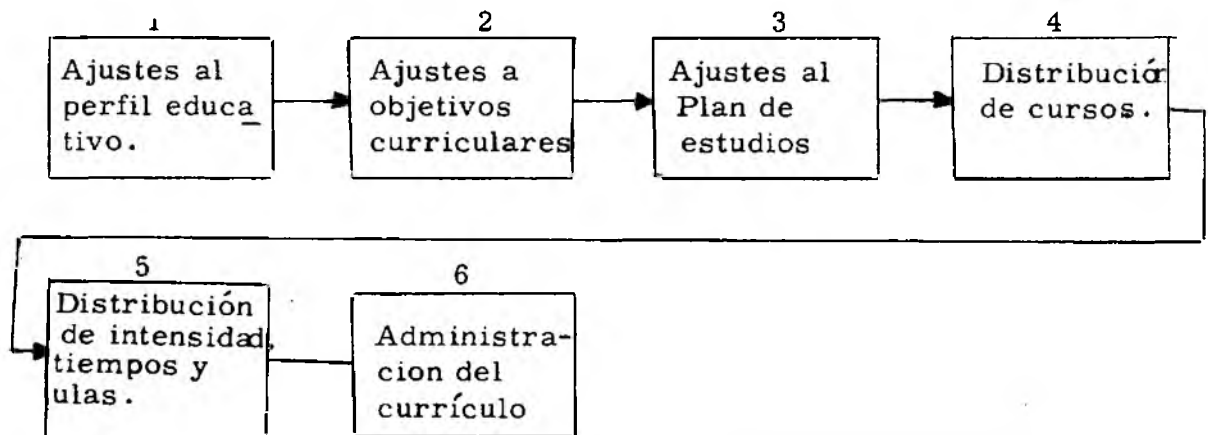 1
Ajustes al
perfil educa
tivo.
2
Ajustes a
objetivos
curriculares
3
Ajustes al
Plan de
estudios
4
Distribución
de cursos.
5
Distribución
de intensidad,
tiempos y
ulas.
6
Administra-
cion del
currículo